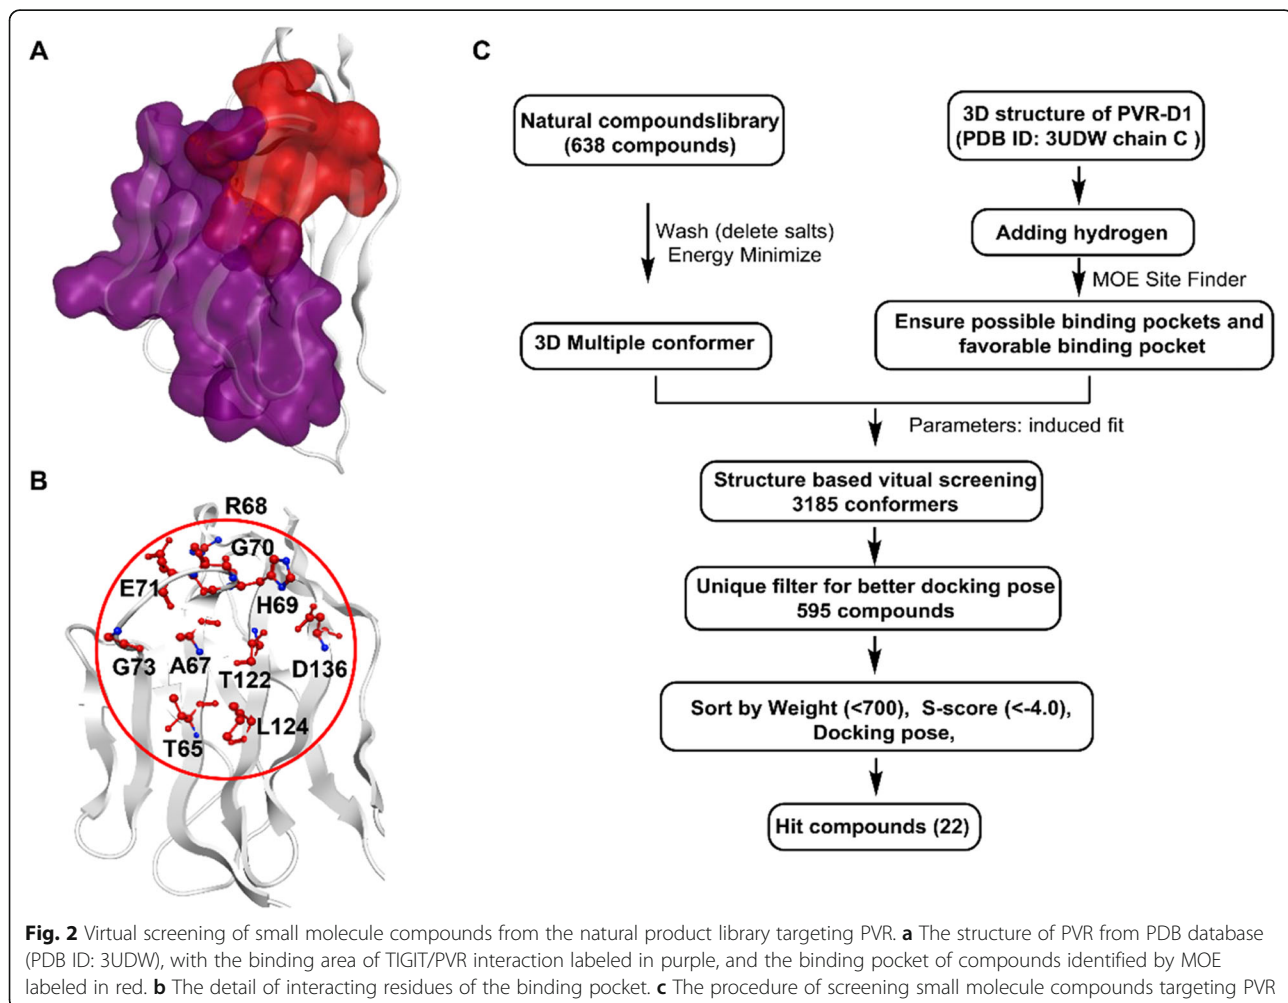 A
B
R68
G70
E71
H69
G73
A67
T122
D136
T65
L124
C
Natural compoundslibrary
(638 compounds)
Wash (delete salts)
Energy Minimize
3D Multiple conformer
3D structure of PVR-D1
(PDB ID: 3UDW chain C )
Adding hydrogen
MOE Site Finder
Ensure possible binding pockets and
favorable binding pocket
Parameters: induced fit
Structure based vitual screening
3185 conformers
Unique filter for better docking pose
595 compounds
Sort by Weight (<700), S-score (<-4.0),
Docking pose,
Hit compounds (22)
Fig. 2 Virtual screening of small molecule compounds from the natural product library targeting PVR. a The structure of PVR from PDB database
(PDB ID: 3UDW), with the binding area of TIGIT/PVR interaction labeled in purple, and the binding pocket of compounds identified by MOE
labeled in red. b The detail of interacting residues of the binding pocket. c The procedure of screening small molecule compounds targeting PVR